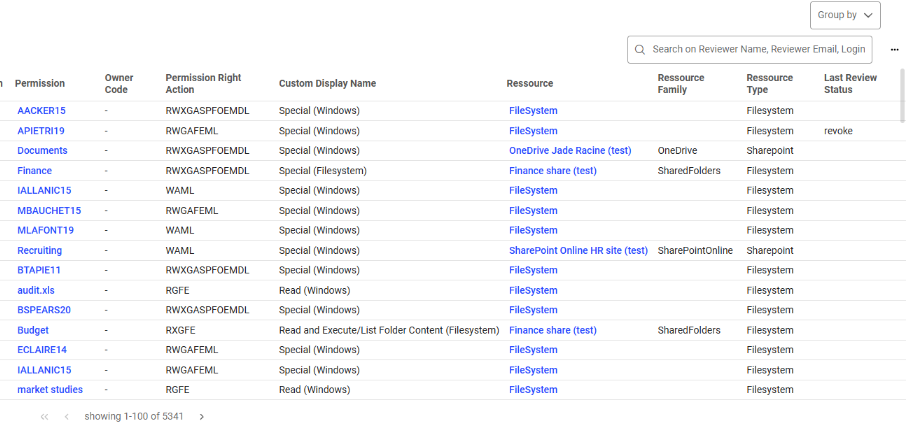 Group by
Search on Reviewer Name, Reviewer Email, Login
n Permission Owner Code Permission Right Action Custom Display Name Ressource Ressource Family Ressource Type Last Review Status
AACKER15 - RWXGASPFOEMDL Special (Windows) FileSystem Filesystem
APIETRI19 - RWGAFEML Special (Windows) FileSystem Filesystem revoke
Documents - RWXGASPFOEMDL Special (Windows) OneDrive Jade Racine (test) OneDrive Sharepoint
Finance - RWXGASPFOEMDL Special (Filesystem) Finance share (test) SharedFolders Filesystem
IALLANIC15 - WAML Special (Windows) FileSystem Filesystem
MBAUCHET15 - RWGAFEML Special (Windows) FileSystem Filesystem
MLAFONT19 - WAML Special (Windows) FileSystem Filesystem
Recruiting - WAML Special (Windows) SharePoint Online HR site (test) SharePointOnline Sharepoint
BTAPIE11 - RWXGASPFOEMDL Special (Windows) FileSystem Filesystem
audit.xls - RGFE Read (Windows) FileSystem Filesystem
BSPEARS20 - RWXGASPFOEMDL Special (Windows) FileSystem Filesystem
Budget - RXGFE Read and Execute/List Folder Content (Filesystem) Finance share (test) SharedFolders Filesystem
ECLAIRE14 - RWGAFEML Special (Windows) FileSystem Filesystem
IALLANIC15 - RWGAFEML Special (Windows) FileSystem Filesystem
market studies - RGFE Read (Windows) FileSystem Filesystem
showing 1-100 of 5341